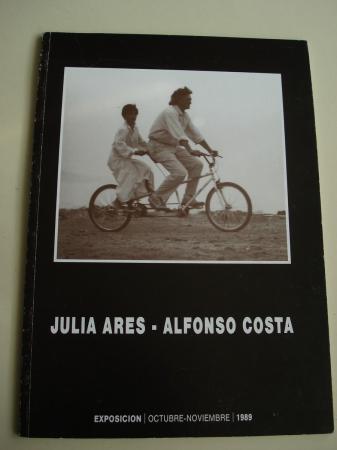 JULIA ARES - ALFONSO COSTA
EXPOSICION | OCTUBRE-NOVIEMBRE | 1989